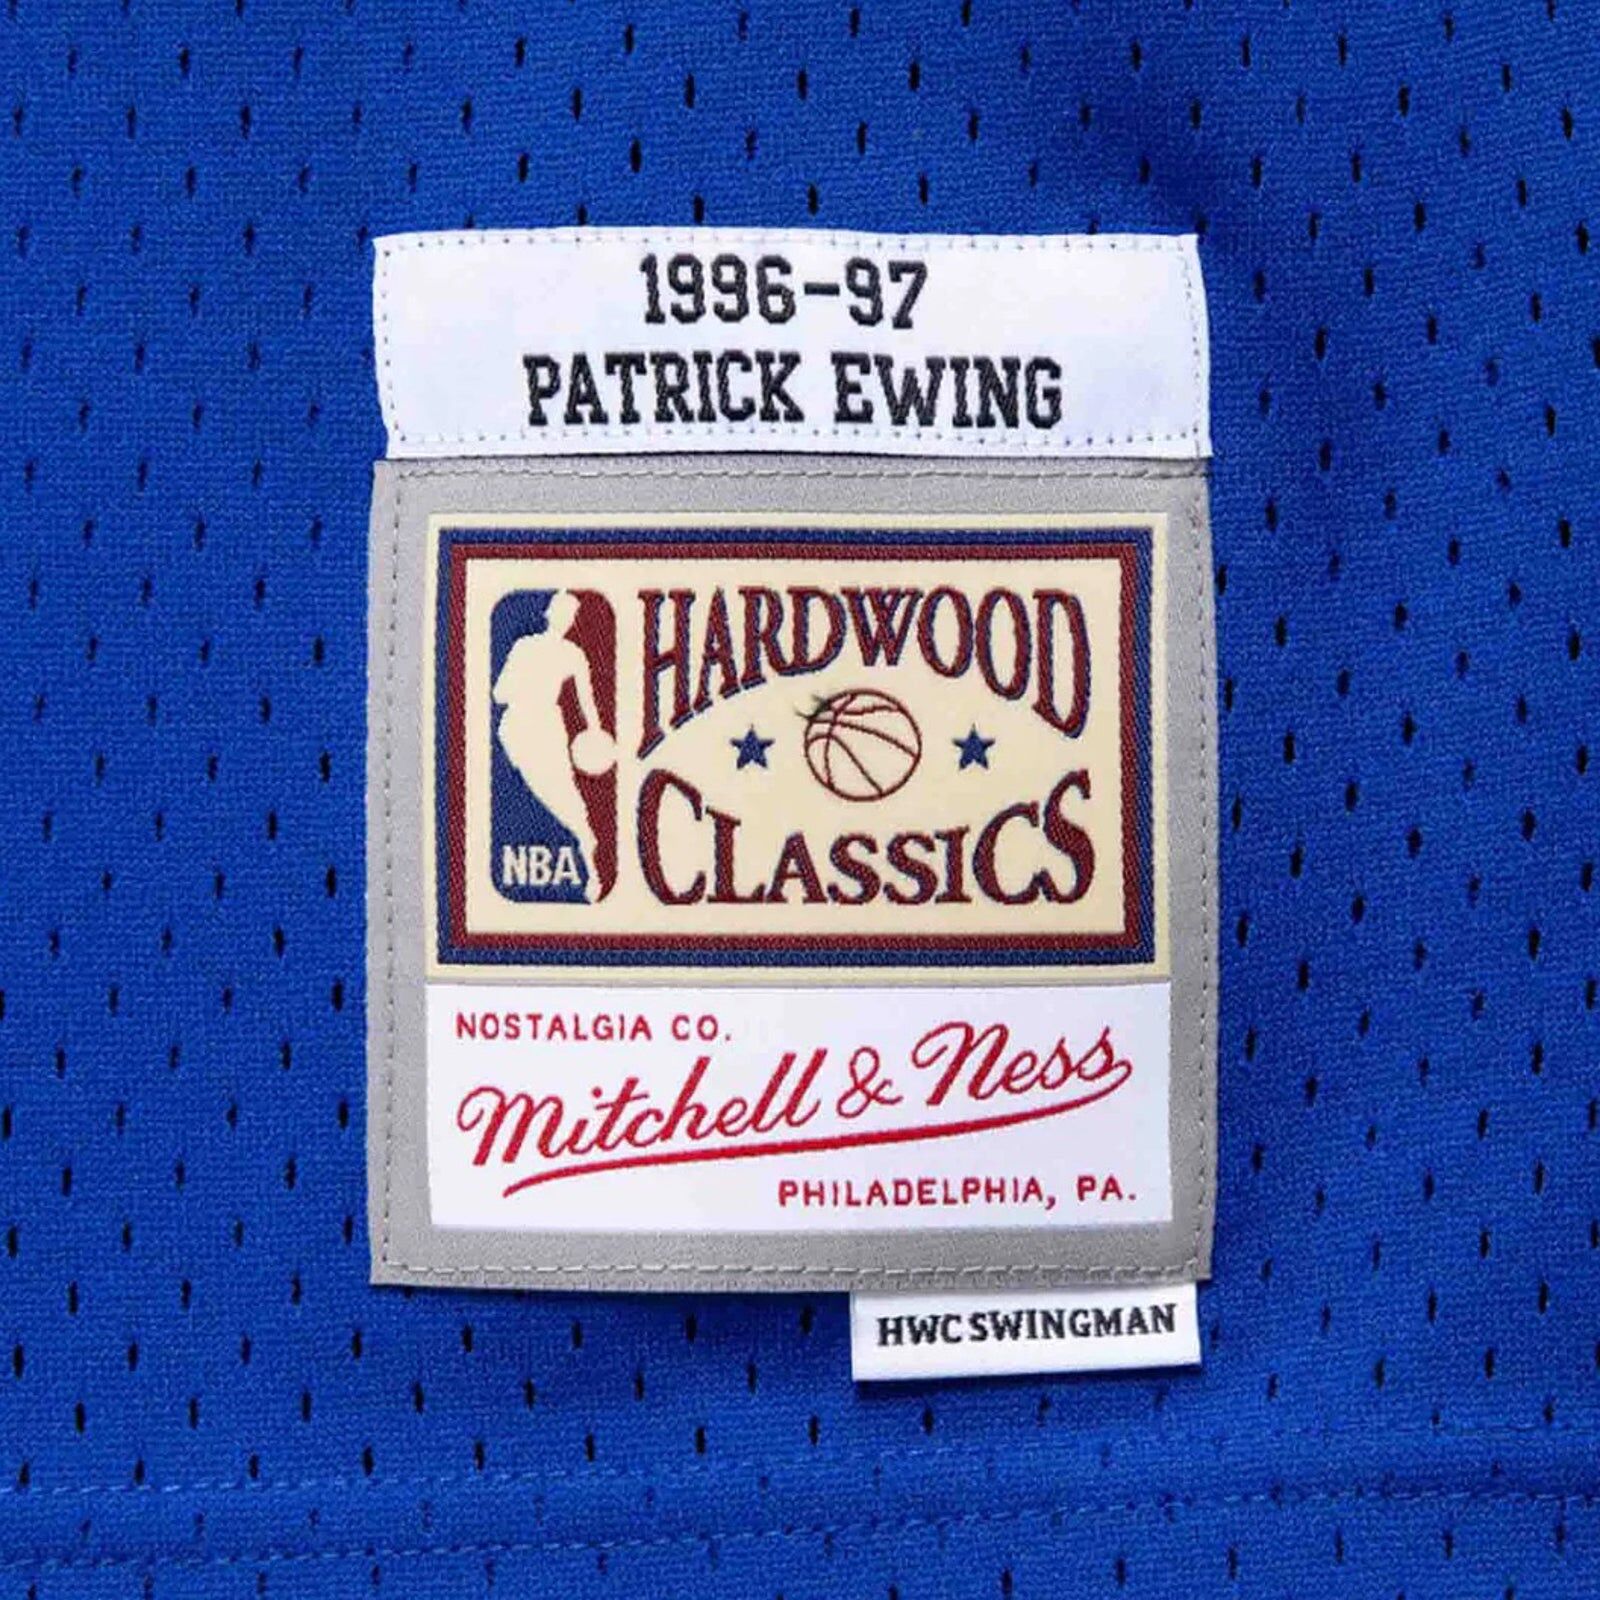 1996-97
PATRICK EWING
HARDWOOD
CLASSICS
NBA
NOSTALGIA CO.
Mitchell & Ness
PHILADELPHIA, PA.
HWC SWINGMAN